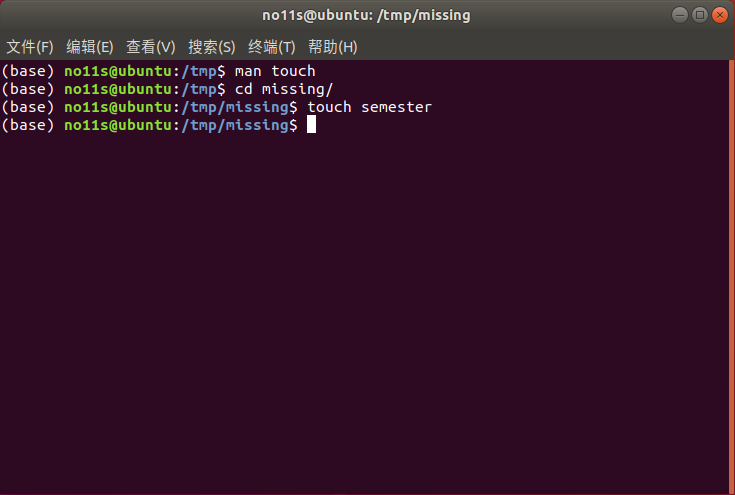 no11s@ubuntu: /tmp/missing
文件(F) 编辑(E) 查看(V) 搜索(S) 终端(T) 帮助(H)
(base) no11s@ubuntu:/tmp$ man touch
(base) no11s@ubuntu:/tmp$ cd missing/
(base) no11s@ubuntu:/tmp/missing$ touch semester
(base) no11s@ubuntu:/tmp/missing$